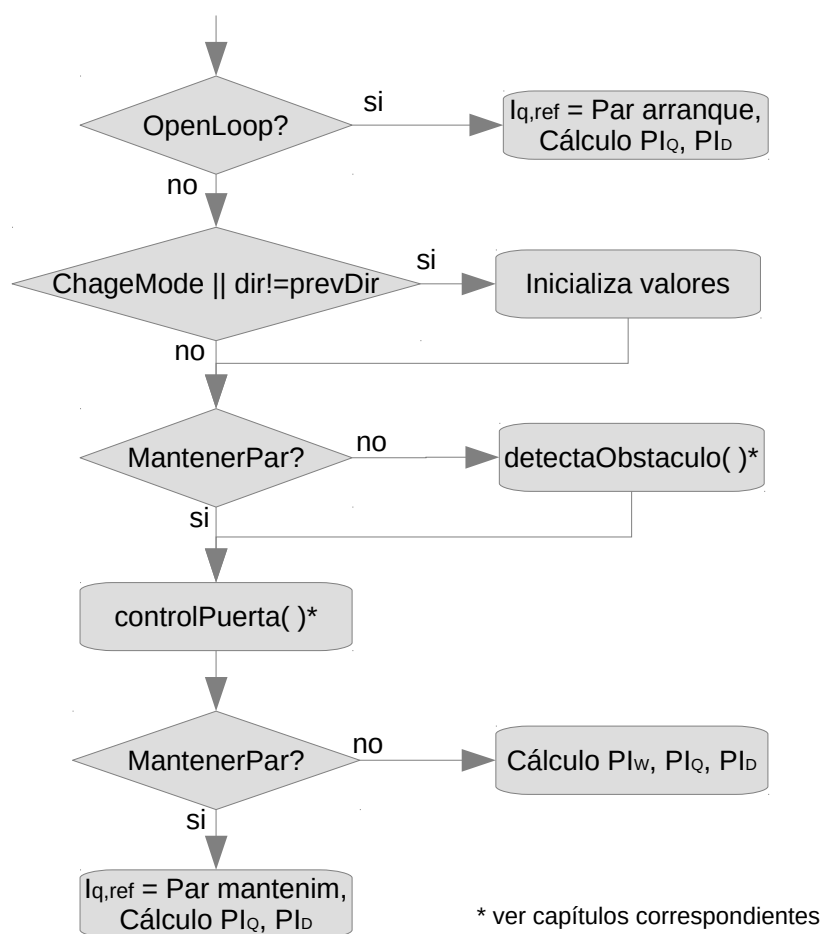 OpenLoop?
si
Iq,ref = Par arranque,
Cálculo PIQ, PID
no
ChageMode || dir!=prevDir
si
Inicializa valores
no
MantenerPar?
no
detectaObstaculo( )*
si
controlPuerta( )*
MantenerPar?
no
Cálculo PIW, PIQ, PID
si
Iq,ref = Par mantenim,
Cálculo PIQ, PID
* ver capítulos correspondientes